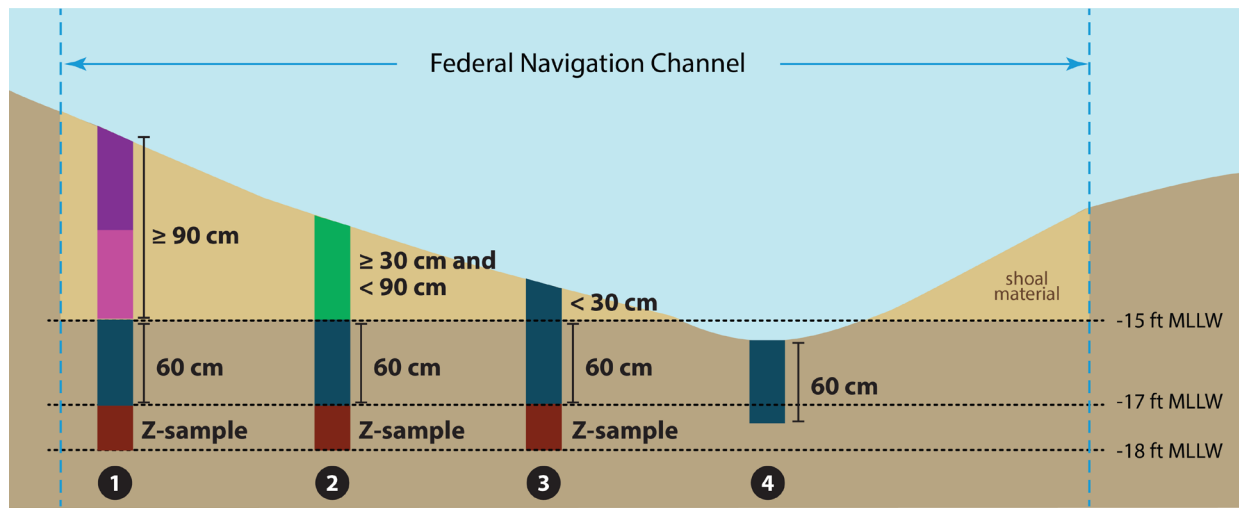 Federal Navigation Channel
≥ 90 cm
≥ 30 cm and
< 90 cm
< 30 cm
shoal
material
-15 ft MLLW
60 cm
60 cm
60 cm
60 cm
-17 ft MLLW
Z-sample
Z-sample
Z-sample
-18 ft MLLW
1
2
3
4